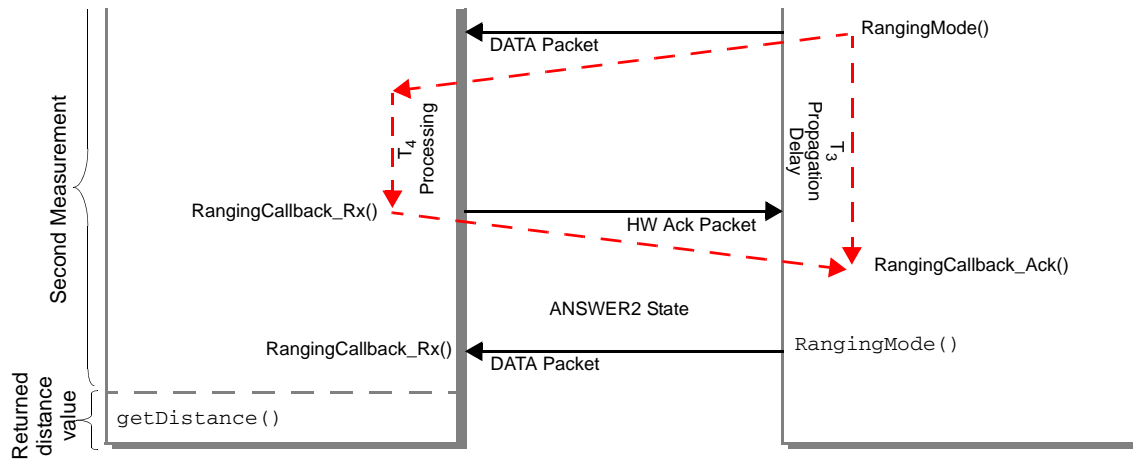 RangingMode()
DATA Packet
Second Measurement
T4
Processing
T3
Propagation
Delay
RangingCallback_Rx()
HW Ack Packet
RangingCallback_Ack()
ANSWER2 State
RangingCallback_Rx()
RangingMode()
DATA Packet
Returned
distance
value
getDistance()